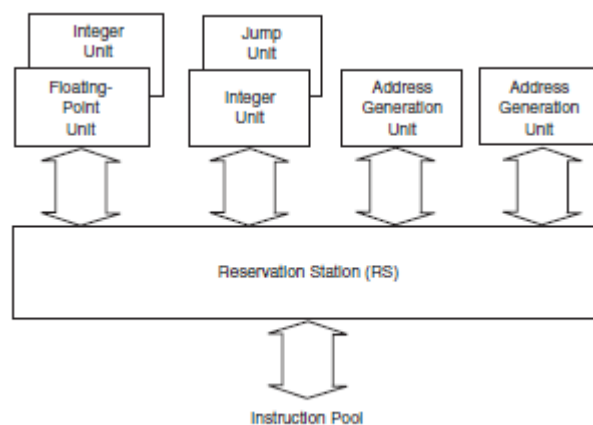 Integer
Unit
Jump
Unit
Floating-
Point
Unit
Integer
Unit
Address
Generation
Unit
Address
Generation
Unit
Reservation Station (RS)
Instruction Pool